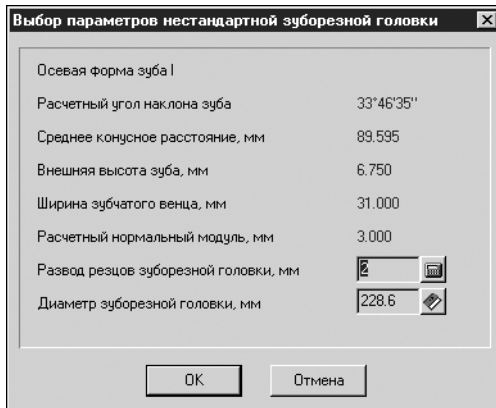 Выбор параметров нестандартной зуборезной головки
Осевая форма зуба I
Расчетный угол наклона зуба 33°46'35''
Среднее конусное расстояние, мм 89.595
Внешняя высота зуба, мм 6.750
Ширина зубчатого венца, мм 31.000
Расчетный нормальный модуль, мм 3.000
Развод резцов зуборезной головки, мм 2
Диаметр зуборезной головки, мм 228.6
OK Отмена